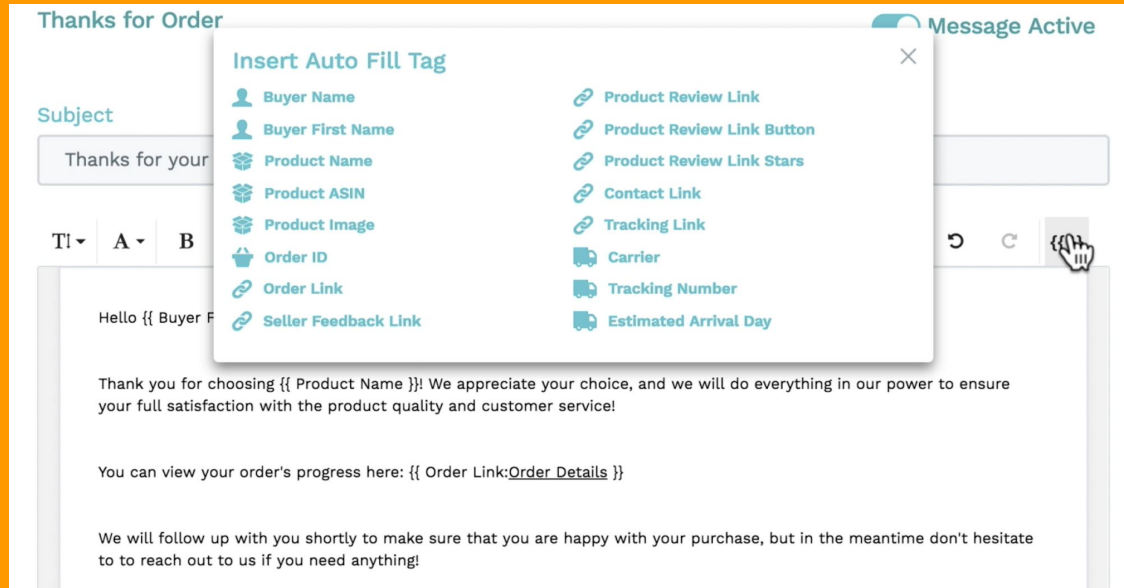 Thanks for Order
Message Active
Insert Auto Fill Tag
Buyer Name
Buyer First Name
Product Name
Product ASIN
Product Image
Order ID
Order Link
Seller Feedback Link
Product Review Link
Product Review Link Button
Product Review Link Stars
Contact Link
Tracking Link
Carrier
Tracking Number
Estimated Arrival Day
Subject
Thanks for your
T A B {{
Hello {{ Buyer F
Thank you for choosing {{ Product Name }}! We appreciate your choice, and we will do everything in our power to ensure
your full satisfaction with the product quality and customer service!
You can view your order's progress here: {{ Order Link:Order Details }}
We will follow up with you shortly to make sure that you are happy with your purchase, but in the meantime don't hesitate
to to reach out to us if you need anything!